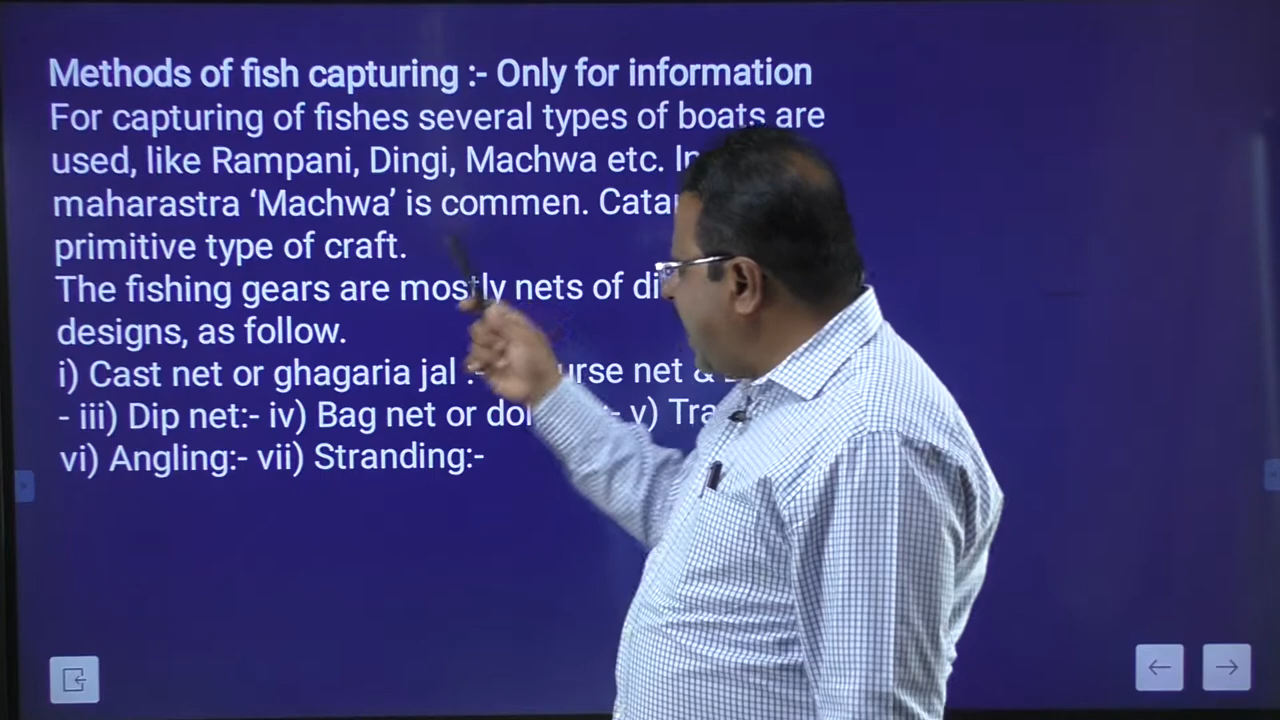 Methods of fish capturing :- Only for information
For capturing of fishes several types of boats are
used, like Rampani, Dingi, Machwa etc. In
maharastra ‘Machwa’ is commen.
primitive type of craft.
The fishing gears are mostly nets of
designs, as follow.
i) Cast net or ghagaria jal :- net &
- iii) Dip net:- iv) Bag net or v)
vi) Angling:- vii) Stranding:-